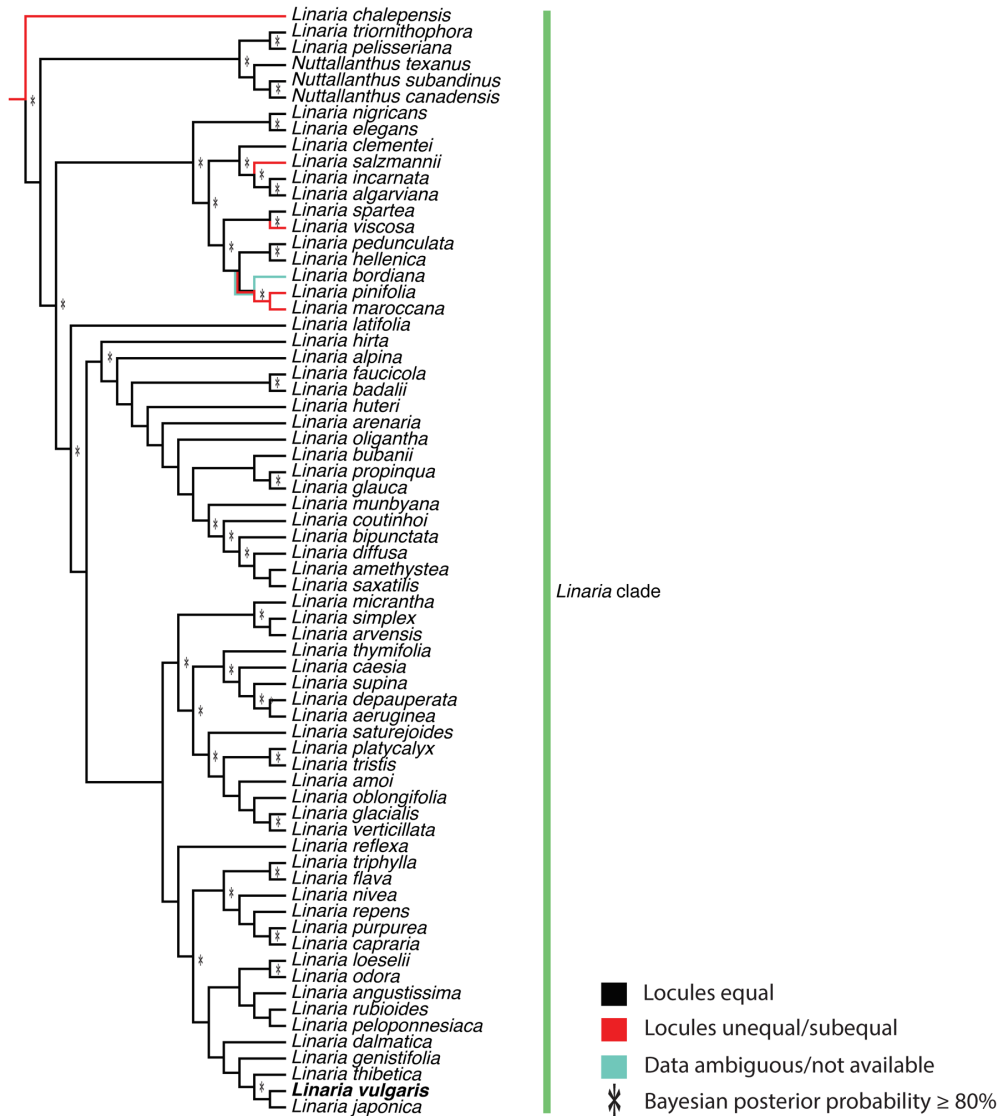 Linaria chalepensis
Linaria triornithophora
Linaria pelisseriana
Nuttallanthus texanus
Nuttallanthus subandinus
Nuttallanthus canadensis
Linaria nigricans
Linaria elegans
Linaria clementei
Linaria salzmannii
Linaria incarnata
Linaria algarviana
Linaria spartea
Linaria viscosa
Linaria pedunculata
Linaria hellenica
Linaria bordiana
Linaria pinifolia
Linaria maroccana
Linaria latifolia
Linaria hirta
Linaria alpina
Linaria faucicola
Linaria badalii
Linaria huteri
Linaria arenaria
Linaria oligantha
Linaria bubanii
Linaria propinqua
Linaria glauca
Linaria munbyana
Linaria coutinhoi
Linaria bipunctata
Linaria diffusa
Linaria amethystea
Linaria saxatilis
Linaria micrantha
Linaria simplex
Linaria arvensis
Linaria thymifolia
Linaria caesia
Linaria supina
Linaria depauperata
Linaria aeruginea
Linaria saturejoides
Linaria platycalyx
Linaria tristis
Linaria amoi
Linaria oblongifolia
Linaria glacialis
Linaria verticillata
Linaria reflexa
Linaria triphylla
Linaria flava
Linaria nivea
Linaria repens
Linaria purpurea
Linaria capraria
Linaria loeselii
Linaria odora
Linaria angustissima
Linaria rubioides
Linaria peloponnesiaca
Linaria dalmatica
Linaria genistifolia
Linaria thibetica
Linaria vulgaris
Linaria japonica
Linaria clade
Locules equal
Locules unequal/subequal
Data ambiguous/not available
Bayesian posterior probability ≥ 80%